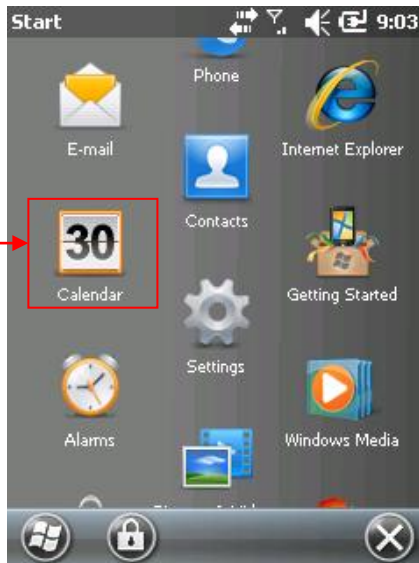 Start 9:03
Phone
E-mail
Internet Explorer
Contacts
30
Calendar
Getting Started
Settings
Alarms
Windows Media